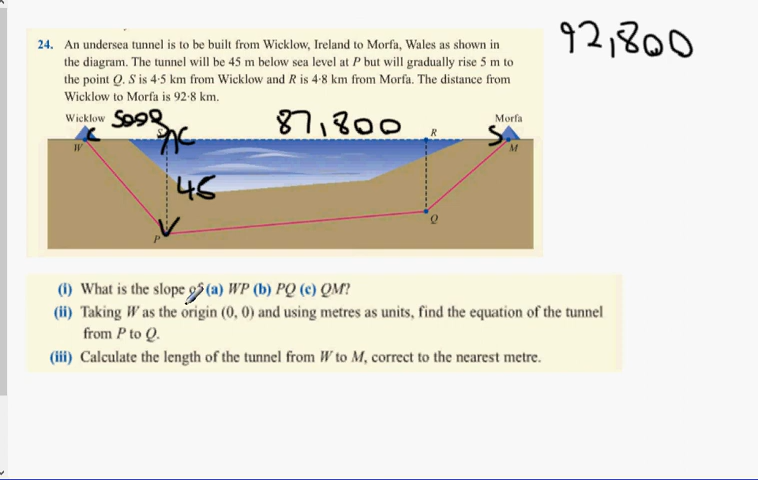 92,800
24. An undersea tunnel is to be built from Wicklow, Ireland to Morfa, Wales as shown in
the diagram. The tunnel will be 45 m below sea level at P but will gradually rise 5 m to
the point Q. S is 4·5 km from Wicklow and R is 4·8 km from Morfa. The distance from
Wicklow to Morfa is 92·8 km.
Wicklow 87,800 Morfa
R
W M
45
Q
P
(i) What is the slope of (a) WP (b) PQ (c) QM?
(ii) Taking W as the origin (0, 0) and using metres as units, find the equation of the tunnel
from P to Q.
(iii) Calculate the length of the tunnel from W to M, correct to the nearest metre.